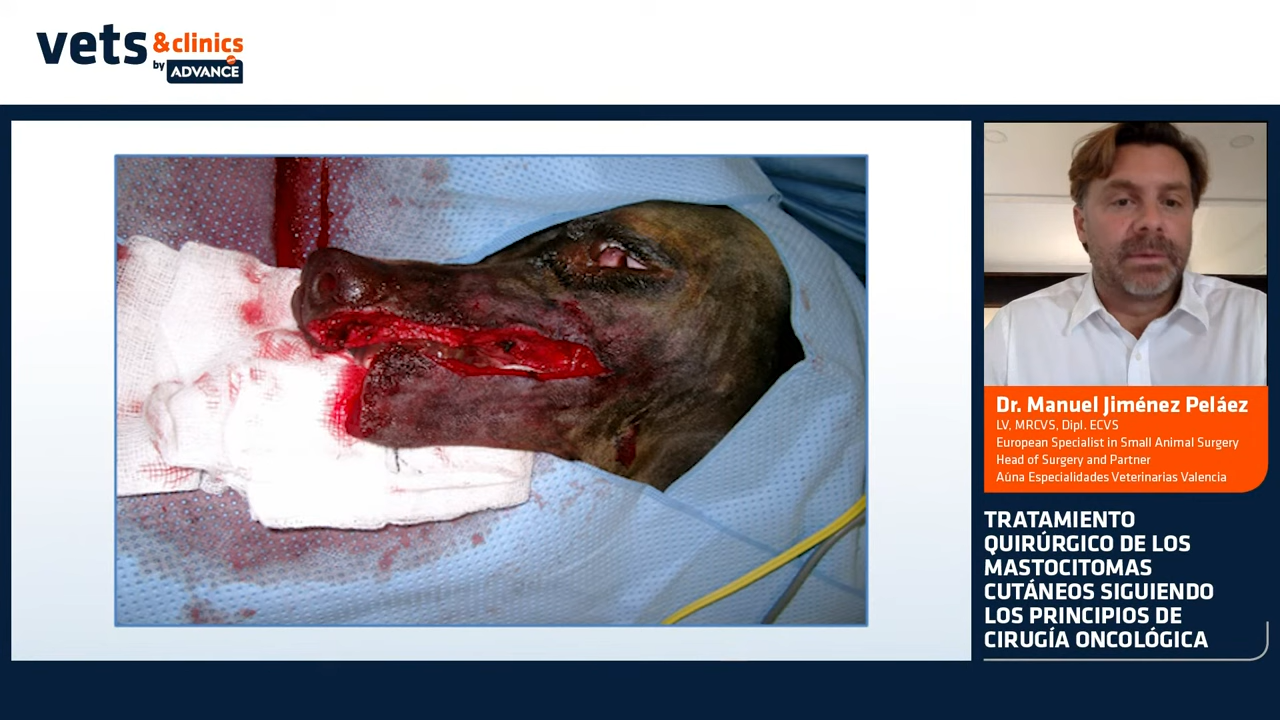 vets &clinics
by ADVANCE
Dr. Manuel Jiménez Peláez
LV, MRCVS, Dipl. ECVS
European Specialist in Small Animal Surgery
Head of Surgery and Partner
Aúna Especialidades Veterinarias Valencia
TRATAMIENTO
QUIRÚRGICO DE LOS
MASTOCITOMAS
CUTÁNEOS SIGUIENDO
LOS PRINCIPIOS DE
CIRUGÍA ONCOLÓGICA